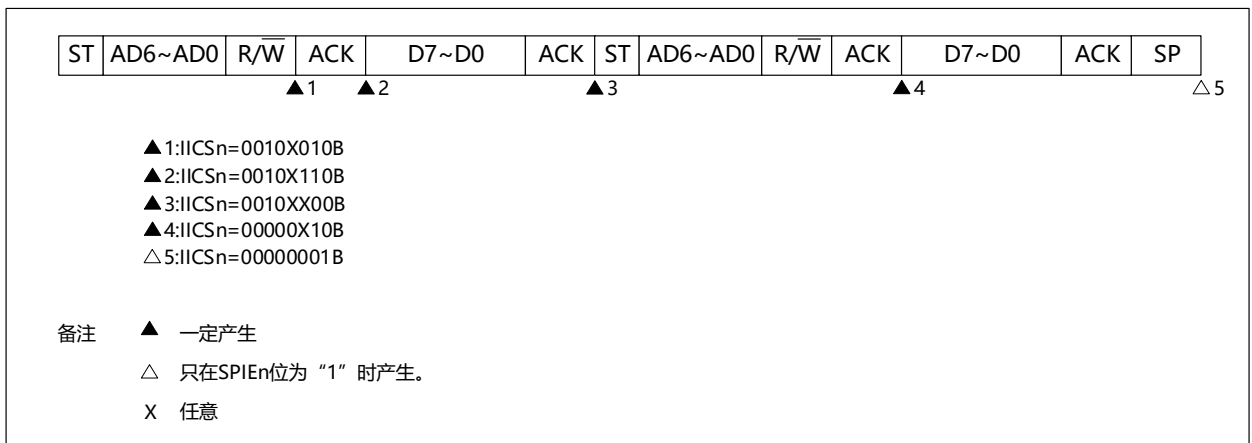 ST AD6~AD0 R/W̅ ACK D7~D0 ACK ST AD6~AD0 R/W̅ ACK D7~D0 ACK SP
▲1 ▲2 ▲3 ▲4 △5
▲1:IICSn=0010X010B
▲2:IICSn=0010X110B
▲3:IICSn=0010XX00B
▲4:IICSn=00000X10B
△5:IICSn=00000001B
备注 ▲ 一定产生
△ 只在SPIEn位为“1”时产生。
X 任意